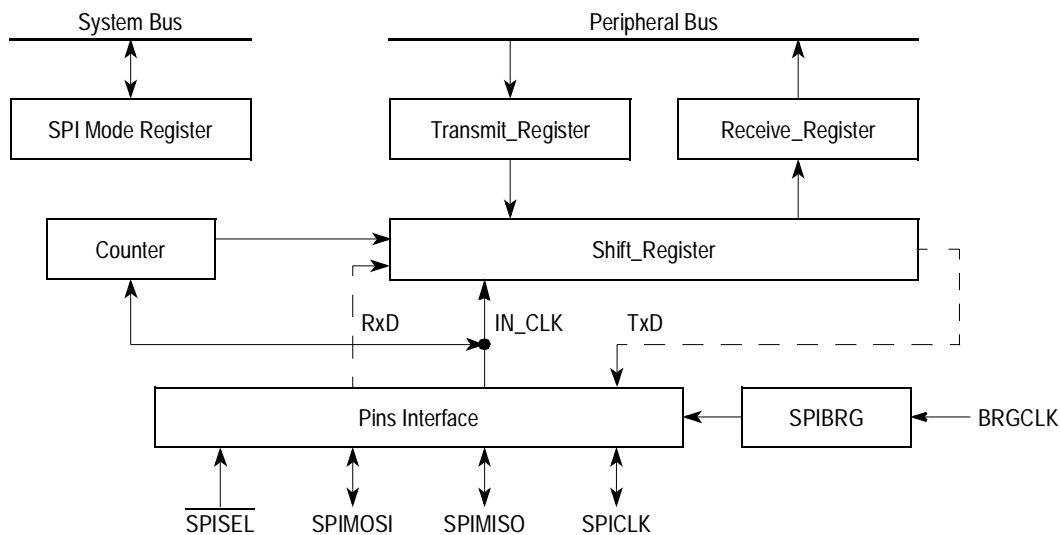 System Bus
Peripheral Bus
SPI Mode Register
Transmit_Register
Receive_Register
Counter
Shift_Register
RxD
IN_CLK
TxD
Pins Interface
SPIBRG
BRGCLK
SPISEL
SPIMOSI
SPIMISO
SPICLK